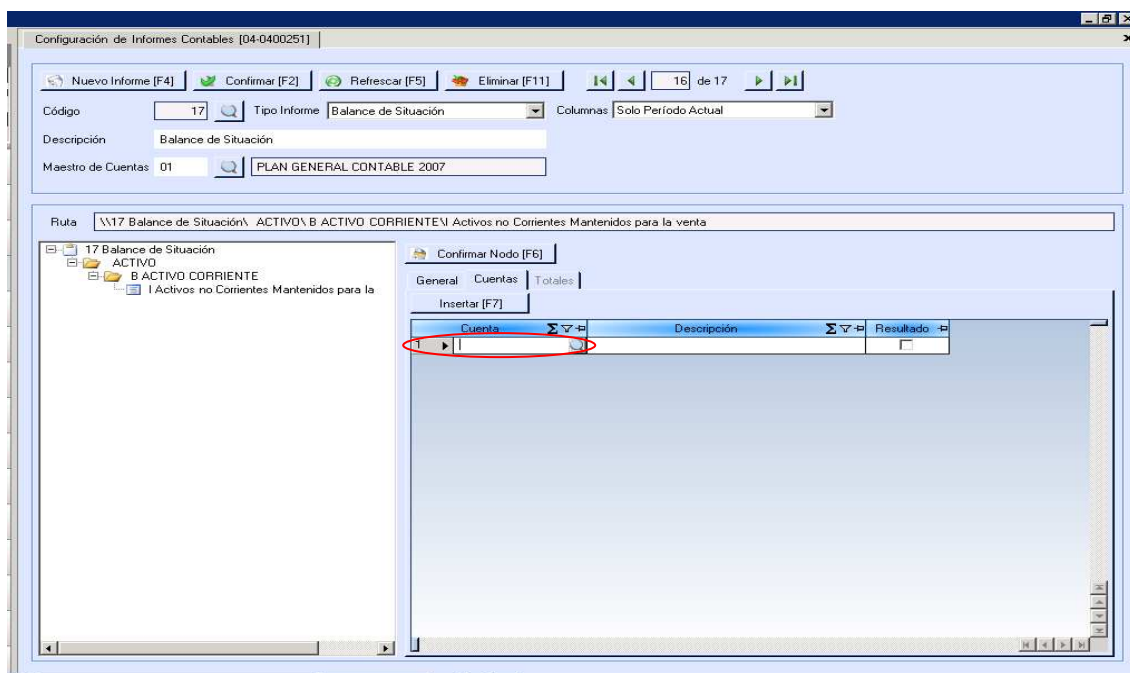 Configuración de Informes Contables [04-0400251]
Nuevo Informe [F4] Confirmar [F2] Refrescar [F5] Eliminar [F11] 16 de 17
Código 17 Tipo Informe Balance de Situación Columnas Solo Período Actual
Descripción Balance de Situación
Maestro de Cuentas 01 PLAN GENERAL CONTABLE 2007
Ruta \\17 Balance de Situación\ ACTIVO\ B ACTIVO CORRIENTE\I Activos no Corrientes Mantenidos para la venta
17 Balance de Situación
ACTIVO
B ACTIVO CORRIENTE
I Activos no Corrientes Mantenidos para la
Confirmar Nodo [F6]
General Cuentas Totales
Insertar [F7]
Cuenta Descripción Resultado
1